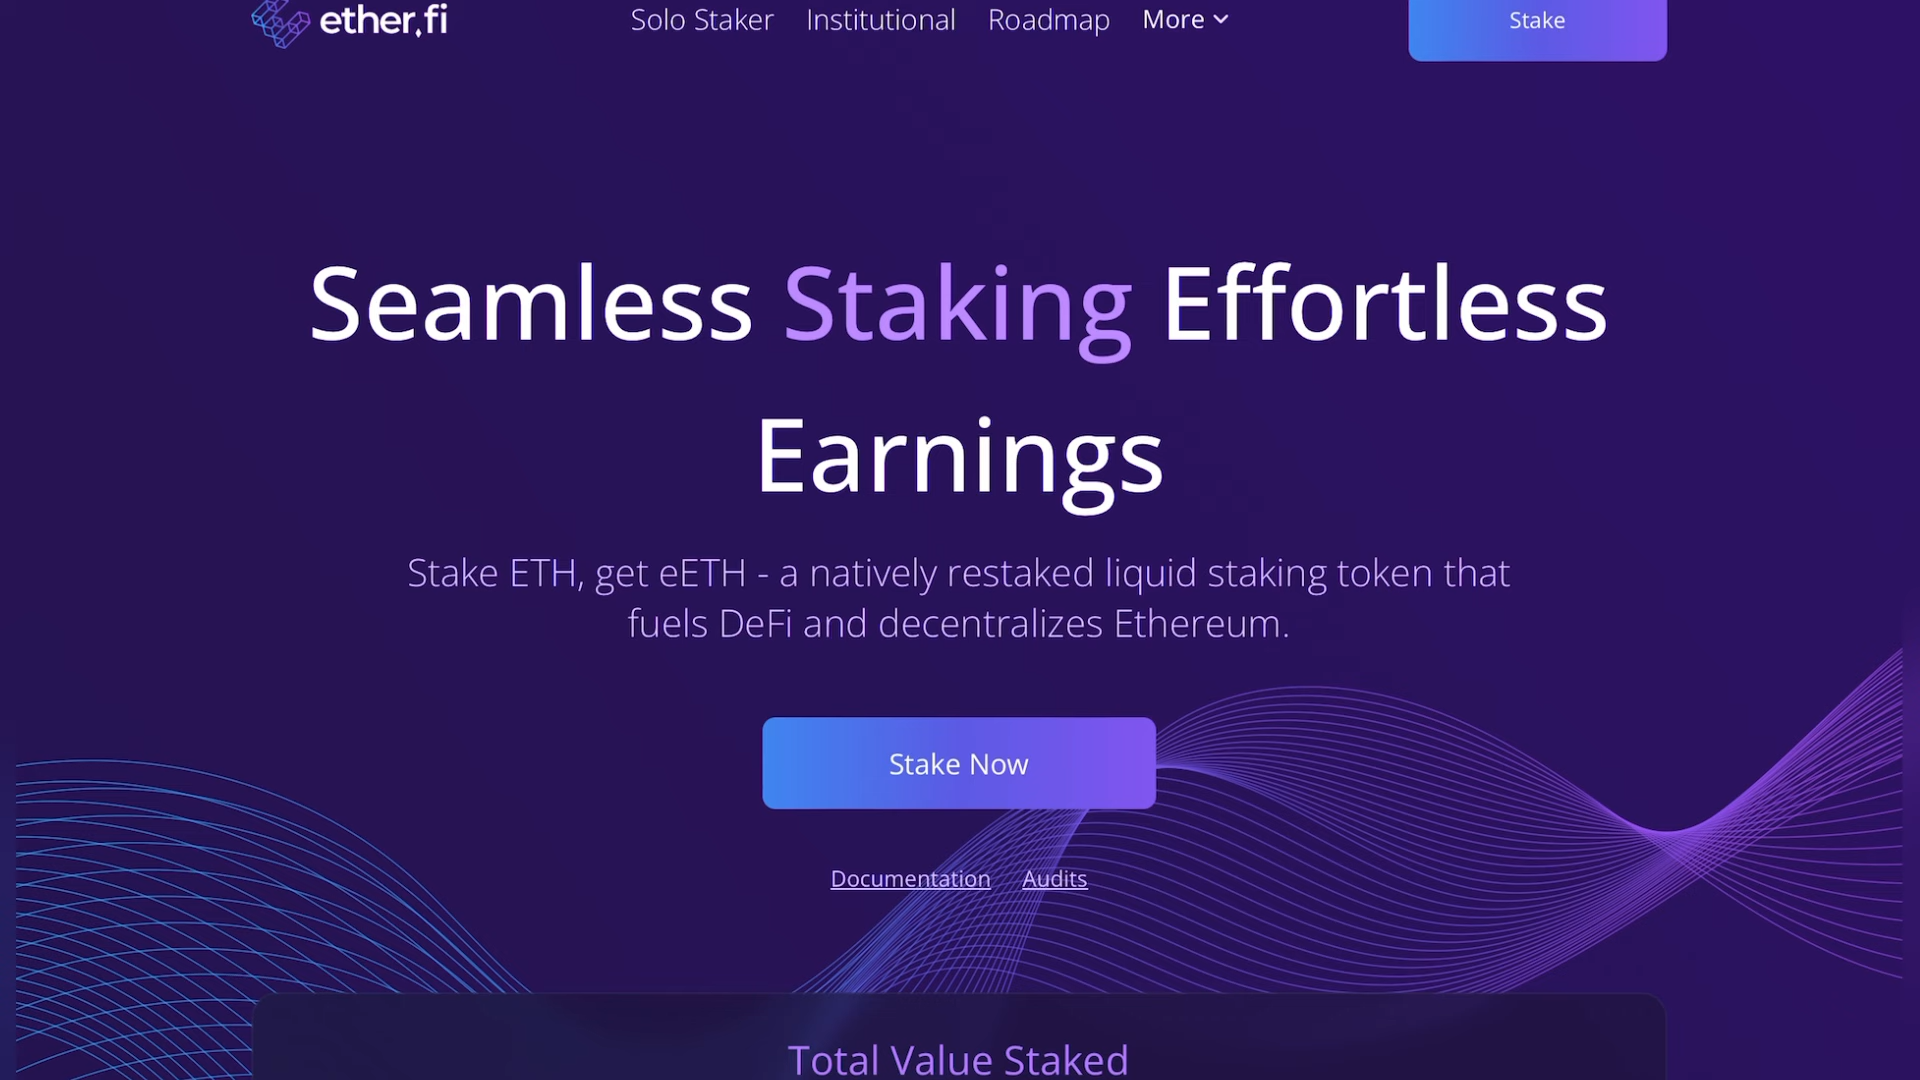 ether.fi
Solo Staker
Institutional
Roadmap
More
Stake
Seamless Staking Effortless
Earnings
Stake ETH, get eETH - a natively restaked liquid staking token that
fuels DeFi and decentralizes Ethereum.
Stake Now
Documentation
Audits
Total Value Staked